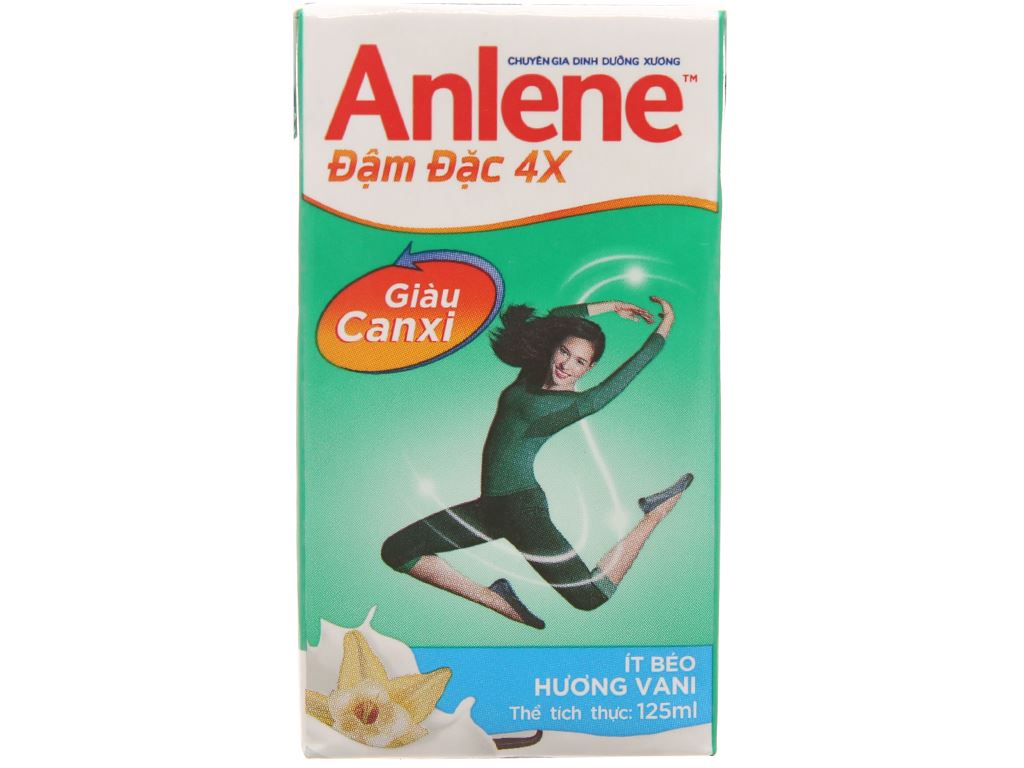 CHUYÊN GIA DINH DƯỠNG XƯƠNG
Anlene™
Đậm Đặc 4X
Giàu
Canxi
ÍT BÉO
HƯƠNG VANI
Thể tích thực: 125ml